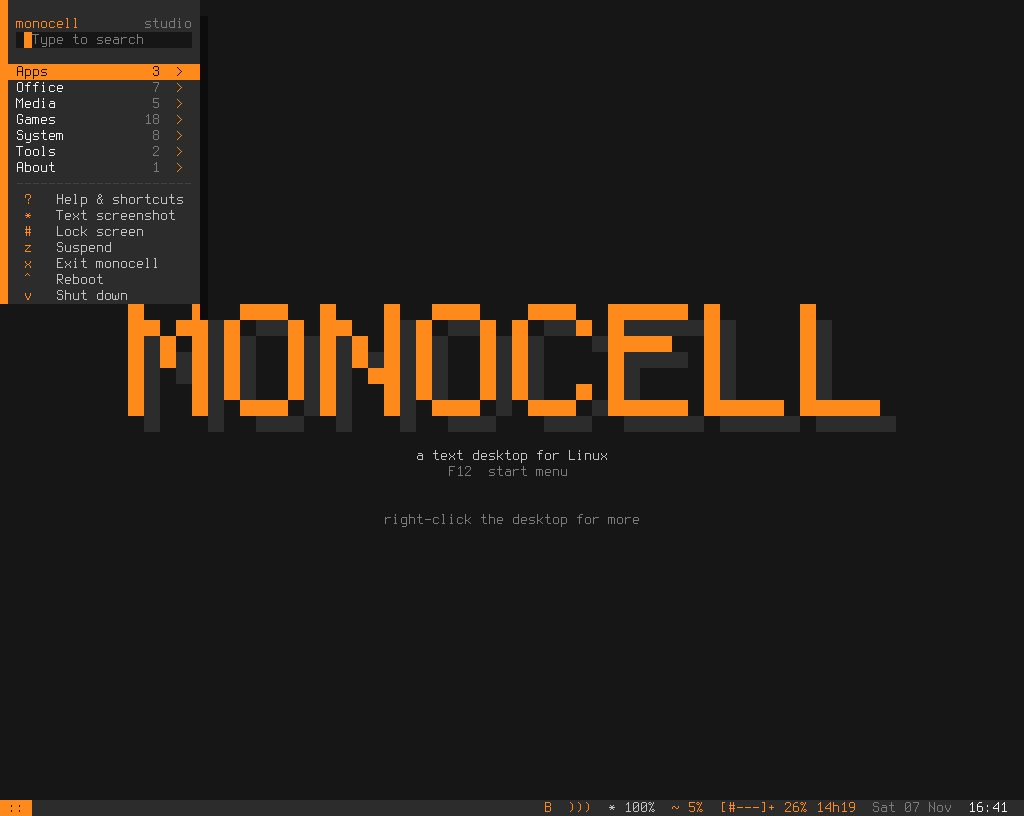 monocell studio
Type to search
Apps 3 >
Office 7 >
Media 5 >
Games 18 >
System 8 >
Tools 2 >
About 1 >
? Help & shortcuts
* Text screenshot
# Lock screen
z Suspend
x Exit monocell
^ Reboot
v Shut down
MONOCELL
a text desktop for Linux
F12 start menu
right-click the desktop for more
:: B ))) * 100% ~ 5% [#---]+ 26% 14h19 Sat 07 Nov 16:41